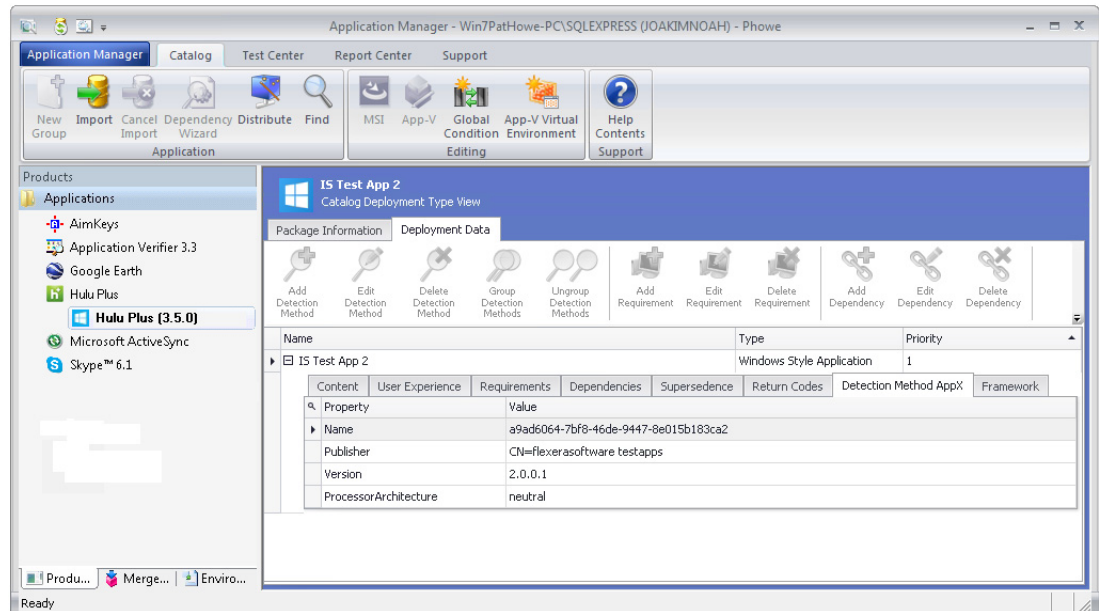 Application Manager - Win7PatHowe-PC\SQLEXPRESS (JOAKIMNOAH) - Phowe
Application Manager Catalog Test Center Report Center Support
New Group Import Cancel Import Dependency Wizard Distribute Find MSI App-V Global Condition App-V Virtual Environment Help Contents
Application Editing Support
Products
Applications
AimKeys
Application Verifier 3.3
Google Earth
Hulu Plus
Hulu Plus (3.5.0)
Microsoft ActiveSync
Skype™ 6.1
Produ... Merge... Enviro...
IS Test App 2
Catalog Deployment Type View
Package Information Deployment Data
Add Detection Method Edit Detection Method Delete Detection Method Group Detection Methods Ungroup Detection Methods Add Requirement Edit Requirement Delete Requirement Add Dependency Edit Dependency Delete Dependency
Name Type Priority
IS Test App 2 Windows Style Application 1
Content User Experience Requirements Dependencies Supersedence Return Codes Detection Method AppX Framework
Property Value
Name a9ad6064-7bf8-46de-9447-8e015b183ca2
Publisher CN=flexerasoftware testapps
Version 2.0.0.1
ProcessorArchitecture neutral
Ready